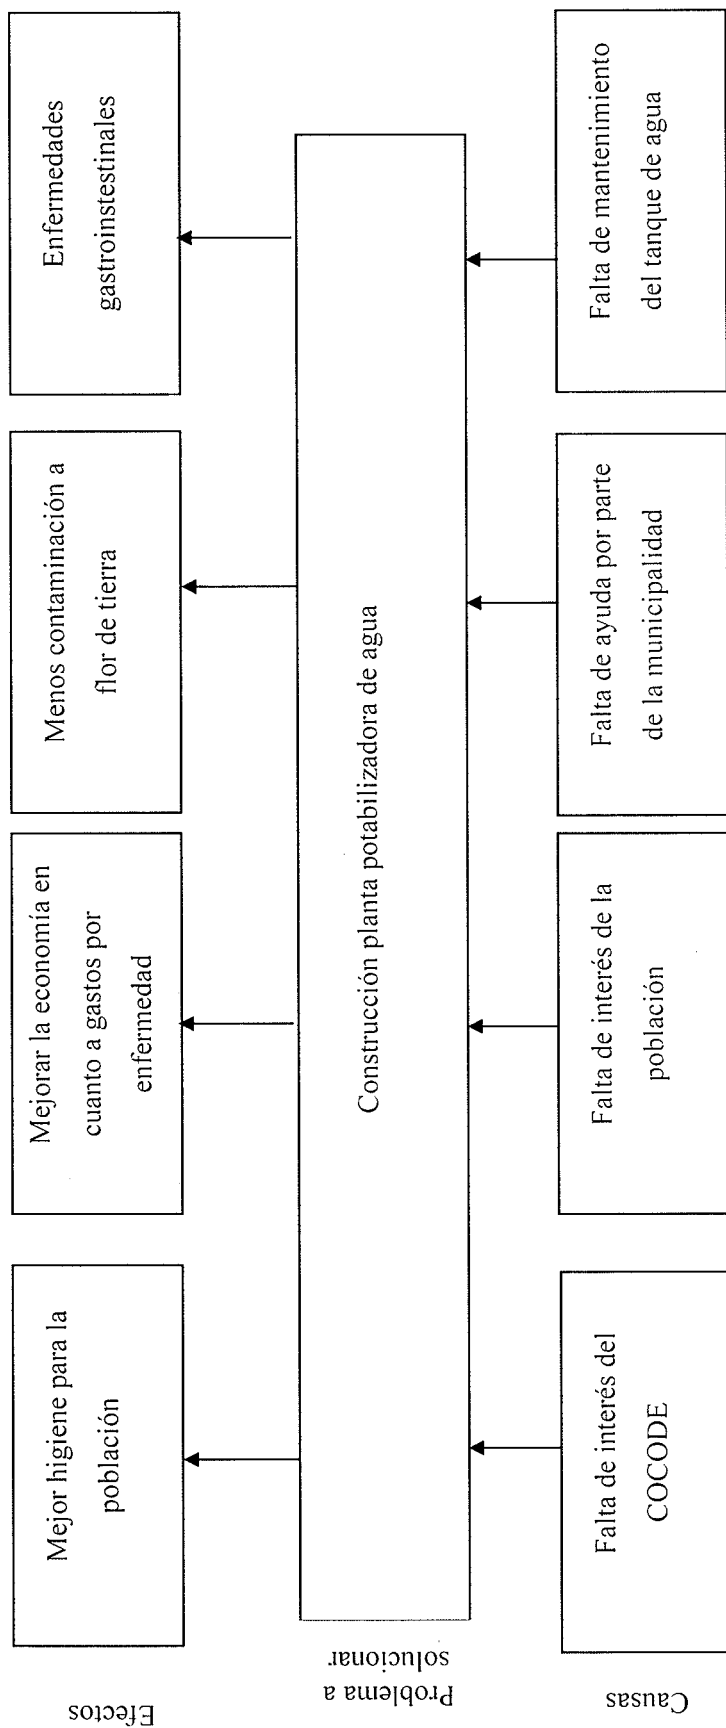 Efectos
Mejor higiene para la
población
Mejorar la economía en
cuanto a gastos por
enfermedad
Menos contaminación a
flor de tierra
Enfermedades
gastroinstestinales
Problema a
solucionar
Construcción planta potabilizadora de agua
Causas
Falta de interés del
COCODE
Falta de interés de la
población
Falta de ayuda por parte
de la municipalidad
Falta de mantenimiento
del tanque de agua